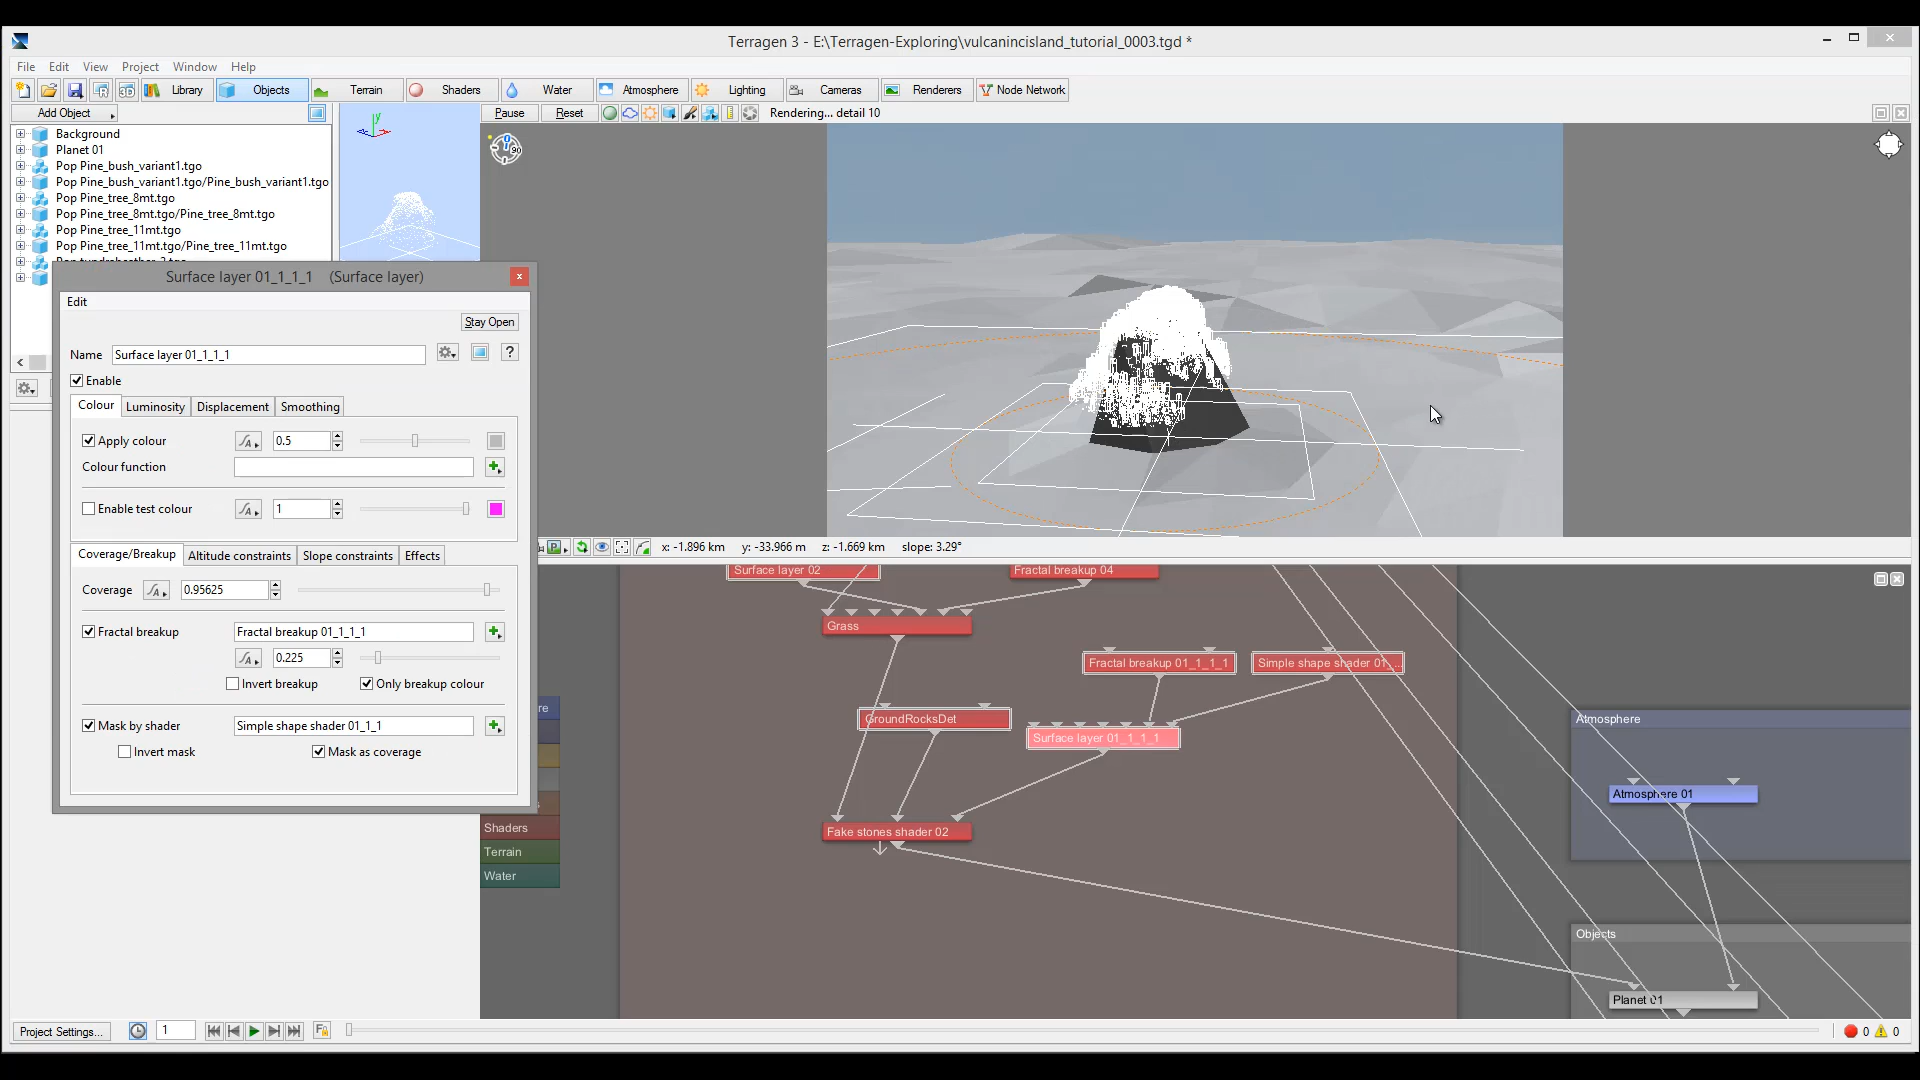 Terragen 3 - E:\Terragen-Exploring\vulcanincisland_tutorial_0003.tgd *
File Edit View Project Window Help
Library Objects Terrain Shaders Water Atmosphere Lighting Cameras Renderers Node Network
Add Object
Pause Reset Rendering... detail 10
y
90
Background
Planet 01
Pop Pine_bush_variant1.tgo
Pop Pine_bush_variant1.tgo/Pine_bush_variant1.tgo
Pop Pine_tree_8mt.tgo
Pop Pine_tree_8mt.tgo/Pine_tree_8mt.tgo
Pop Pine_tree_11mt.tgo
Pop Pine_tree_11mt.tgo/Pine_tree_11mt.tgo
Surface layer 01_1_1_1 (Surface layer)
x
Edit
Stay Open
Name Surface layer 01_1_1_1
?
Enable
Colour Luminosity Displacement Smoothing
Apply colour 0.5
Colour function
Enable test colour 1
Coverage/Breakup Altitude constraints Slope constraints Effects
Coverage 0.95625
Fractal breakup Fractal breakup 01_1_1_1
0.225
Invert breakup Only breakup colour
Mask by shader Simple shape shader 01_1_1
Invert mask Mask as coverage
x: -1.896 km y: -33.966 m z: -1.669 km slope: 3.29°
Surface layer 02
Fractal breakup 04
Grass
Fractal breakup 01_1_1_1
Simple shape shader 01_...
GroundRocksDet
Surface layer 01_1_1_1
Fake stones shader 02
re
s
Shaders
Terrain
Water
Atmosphere
Atmosphere 01
Objects
Planet 01
Project Settings... 1
0 0